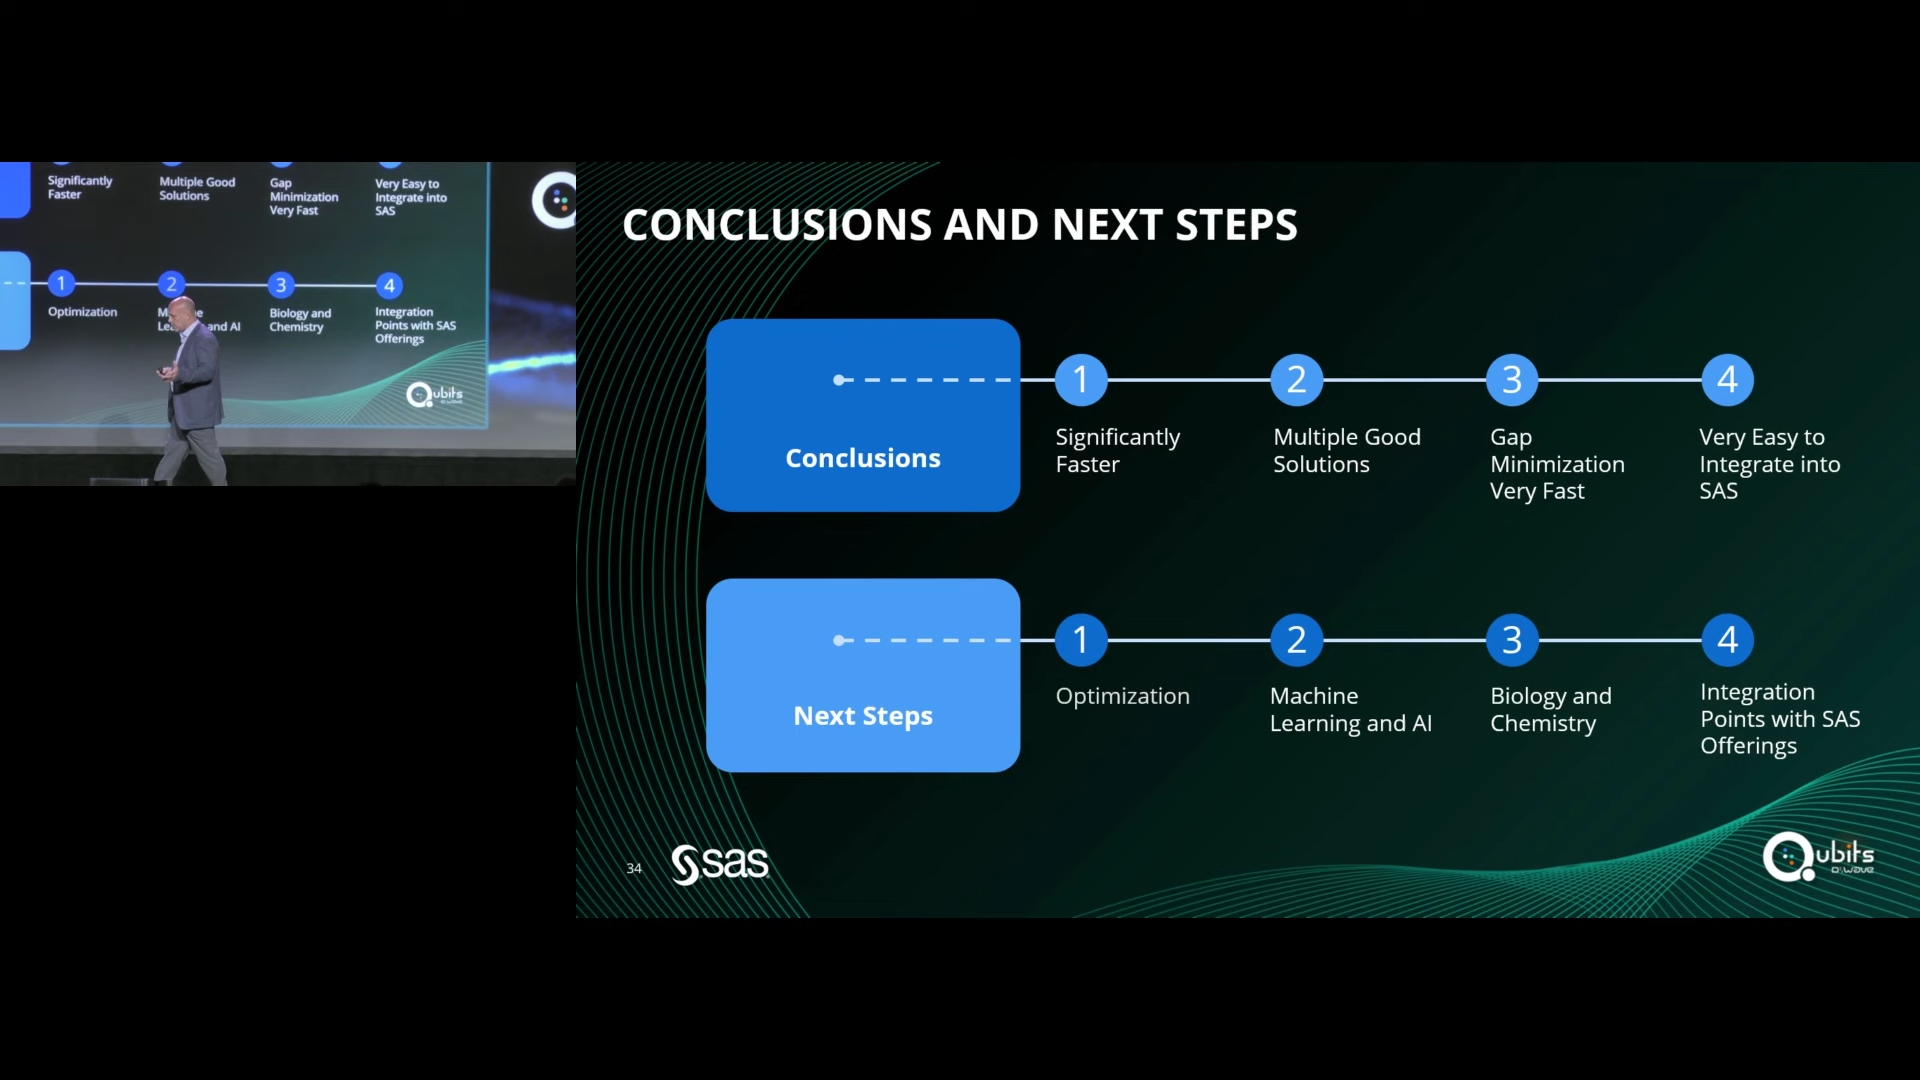 Significantly
Faster
Multiple Good
Solutions
Gap
Minimization
Very Fast
Very Easy to
Integrate into
SAS
1
2
3
4
Optimization
and AI
Biology and
Chemistry
Integration
Points with SAS
Offerings
Qubits
CONCLUSIONS AND NEXT STEPS
Conclusions
1
2
3
4
Significantly
Faster
Multiple Good
Solutions
Gap
Minimization
Very Fast
Very Easy to
Integrate into
SAS
Next Steps
1
2
3
4
Optimization
Machine
Learning and AI
Biology and
Chemistry
Integration
Points with SAS
Offerings
34
sas
Qubits
D:wave